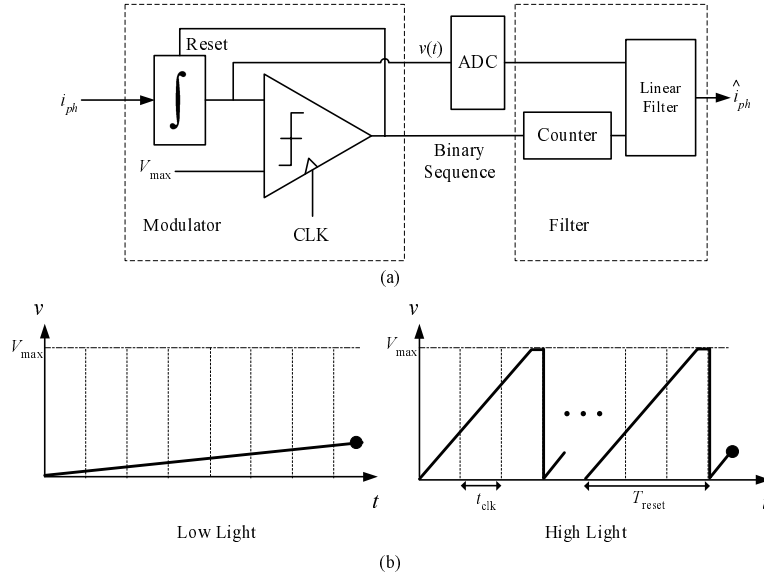 Reset
v(t)
ADC
i_ph
∫
Linear
Filter
î_ph
Counter
V_max
Binary
Sequence
Modulator
CLK
Filter
(a)
v
v
V_max
V_max
t
t_clk
T_reset
t
Low Light
High Light
(b)